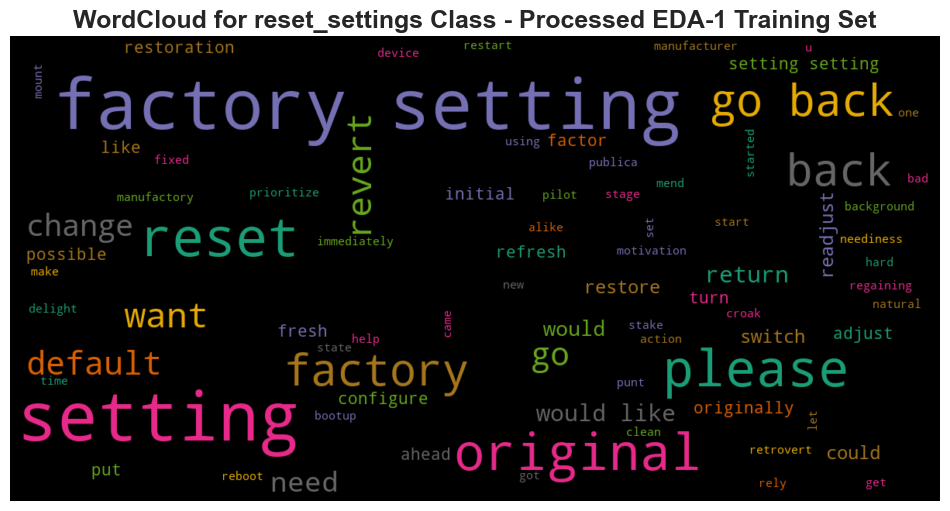 WordCloud for reset_settings Class - Processed EDA-1 Training Set
restoration
device
restart
manufacturer
u
setting setting
mount
factory setting
go back
one
like
fixed
revert
using
factor
publica
started
back
bad
manufactory
prioritize
initial
pilot
stage
mend
readjust
background
change
reset
immediately
alike
set
start
neediness
possible
refresh
motivation
hard
make
new
restore
return
regaining
delight
want
turn
natural
croak
fresh
help
came
would
stake
action
switch
adjust
state
default
time
factory
go
punt
please
configure
setting
bootup
would like
originally
let
clean
put
reboot
need
ahead
original
got
retrovert
could
rely
get